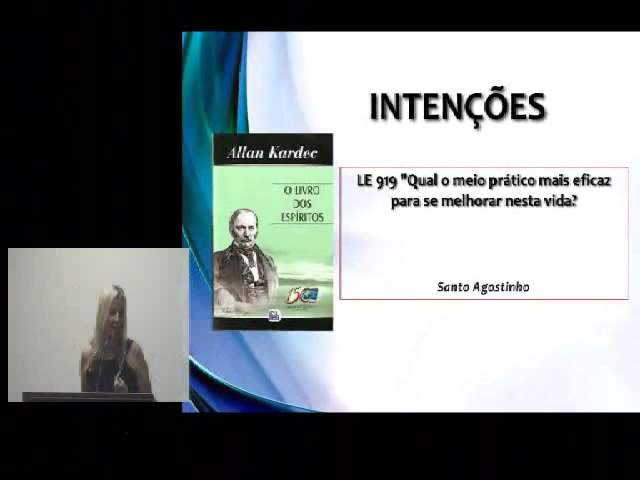 INTENÇÕES
Allan Kardec
O LIVRO
DOS
ESPÍRITOS
LE 919 "Qual o meio prático mais eficaz
para se melhorar nesta vida?
Santo Agostinho